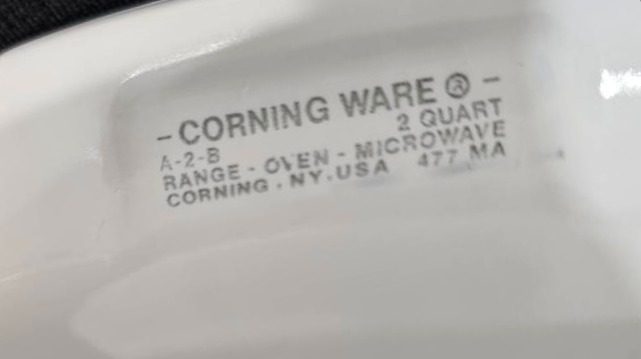 - CORNING WARE ® -
A-2-B 2 QUART
RANGE - OVEN - MICROWAVE
CORNING . NY. USA 477 MA